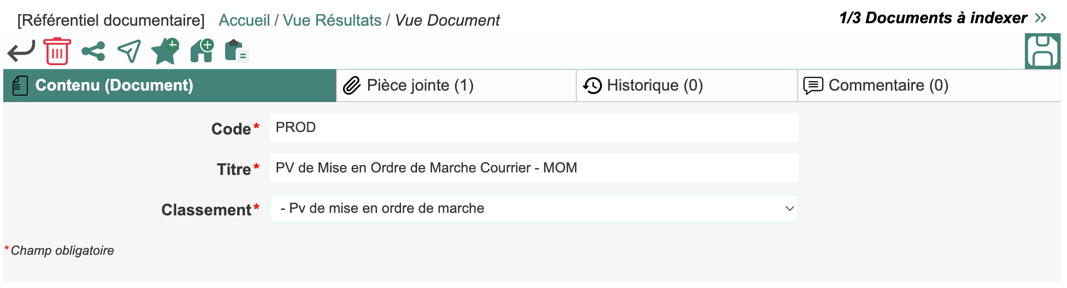 [Référentiel documentaire] Accueil / Vue Résultats / Vue Document
1/3 Documents à indexer »
Contenu (Document)
Pièce jointe (1)
Historique (0)
Commentaire (0)
Code* PROD
Titre* PV de Mise en Ordre de Marche Courrier - MOM
Classement* - Pv de mise en ordre de marche
* Champ obligatoire